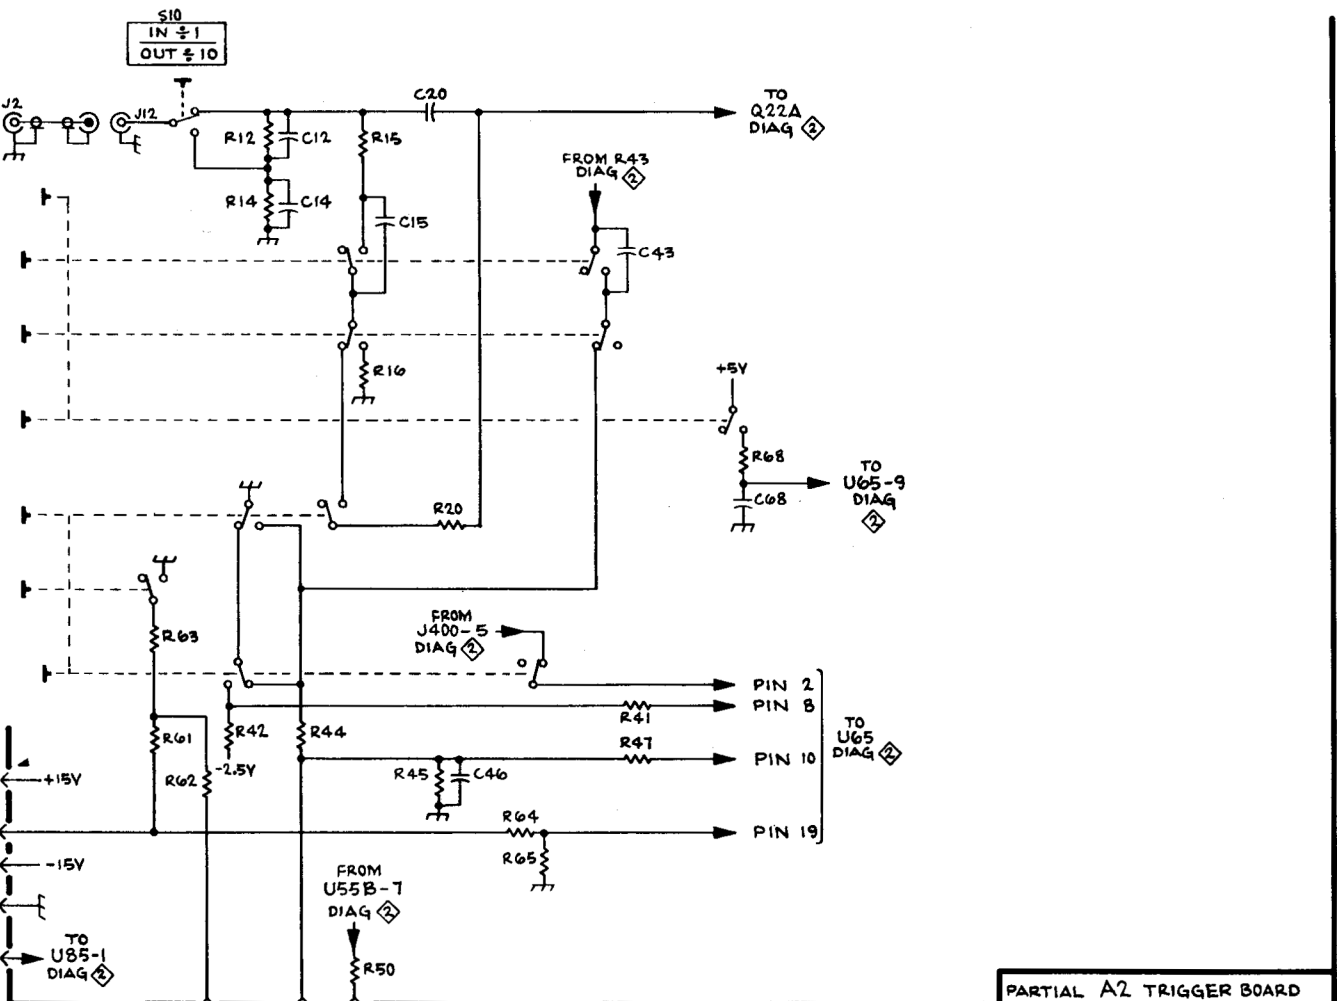 S10
IN ÷ 1
OUT ÷ 10
J2
J12
C20
TO
Q22A
DIAG 2
R12
C12
R15
FROM R43
DIAG 2
R14
C14
C15
C43
R16
+5V
R68
TO
U65-9
DIAG
2
C68
R20
R63
FROM
J400-5
DIAG 2
PIN 2
PIN 8
R41
R61
R42
R44
R47
TO
U65
DIAG 2
PIN 10
-2.5V
R62
R45
C46
+15V
R64
PIN 19
R65
-15V
FROM
U55B-7
DIAG 2
TO
U85-1
DIAG 2
R50
PARTIAL A2 TRIGGER BOARD